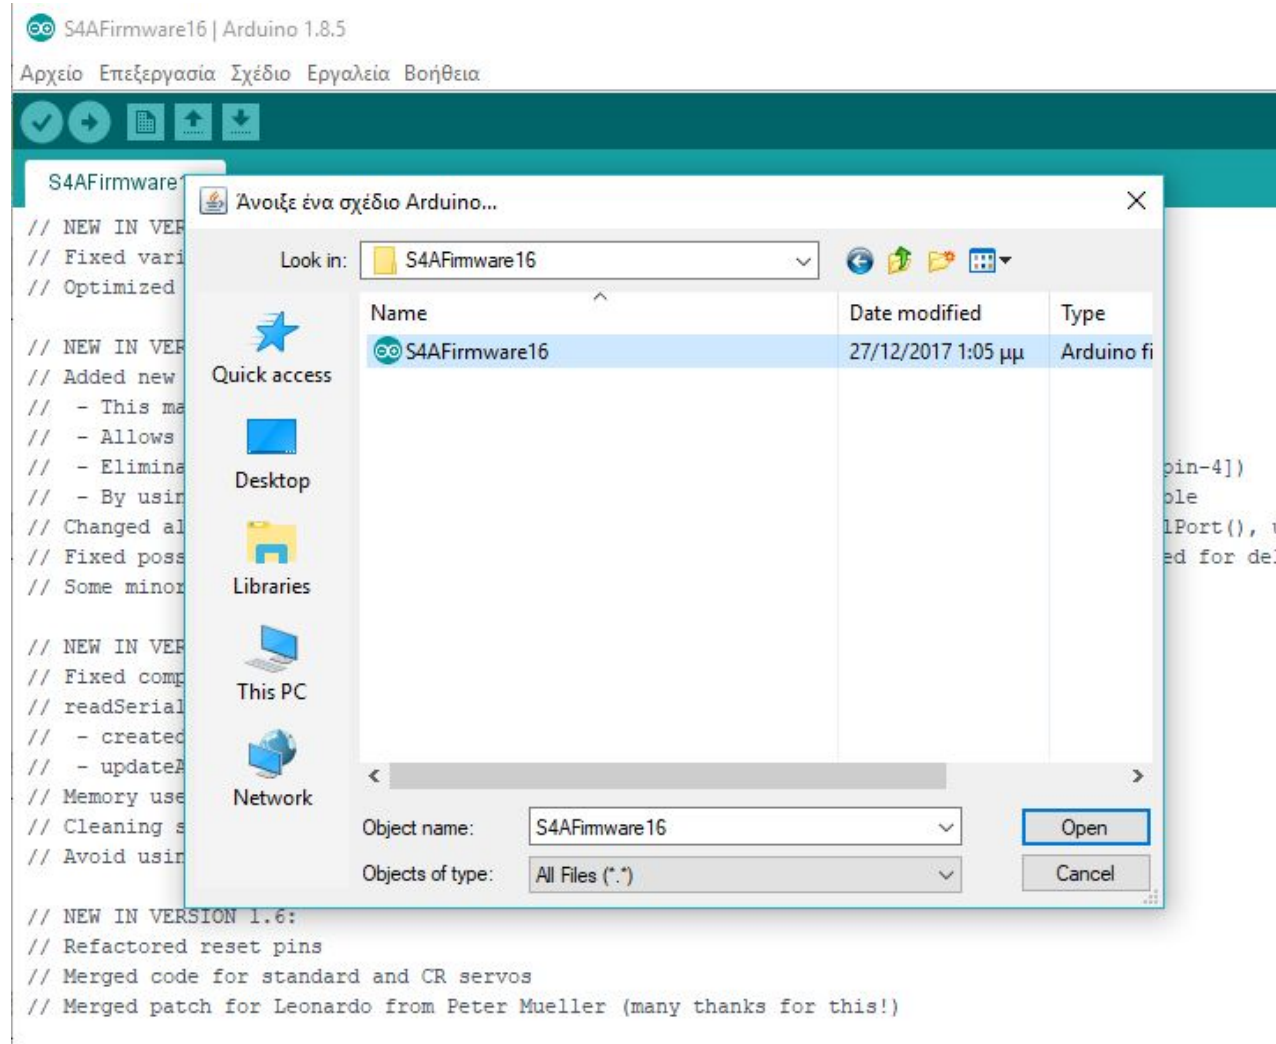 S4AFirmware16 | Arduino 1.8.5
Αρχείο Επεξεργασία Σχέδιο Εργαλεία Βοήθεια
S4AFirmware
Άνοιξε ένα σχέδιο Arduino...
// NEW IN VER
// Fixed vari
// Optimized
Look in: S4AFirmware16
Name Date modified Type
S4AFirmware16 27/12/2017 1:05 μμ Arduino fi
Quick access
Desktop
Libraries
This PC
Network
// NEW IN VER
// Added new
// - This ma
// - Allows
// - Elimina pin-4])
// - By usin ble
// Changed al lPort(), u
// Fixed poss ed for del
// Some minor
// NEW IN VER
// Fixed comp
// readSerial
// - created
// - updateA
// Memory use
// Cleaning s
// Avoid usin
Object name: S4AFirmware16 Open
Objects of type: All Files (*.*) Cancel
// NEW IN VERSION 1.6:
// Refactored reset pins
// Merged code for standard and CR servos
// Merged patch for Leonardo from Peter Mueller (many thanks for this!)